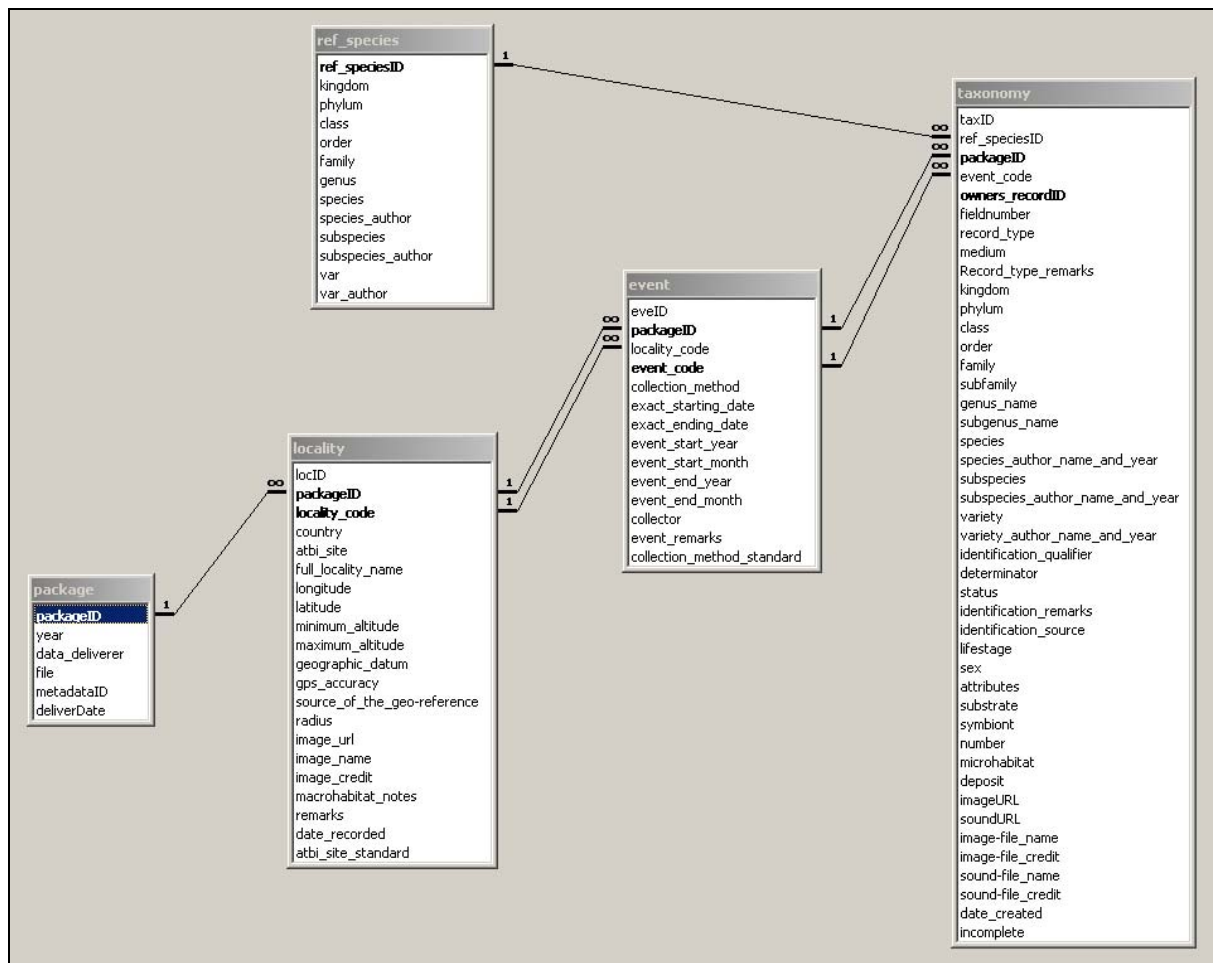 ref_species
ref_speciesID
kingdom
phylum
class
order
family
genus
species
species_author
subspecies
subspecies_author
var
var_author
1
taxonomy
taxID
ref_speciesID
packageID
event_code
owners_recordID
fieldnumber
record_type
medium
Record_type_remarks
kingdom
phylum
class
order
family
subfamily
genus_name
subgenus_name
species
species_author_name_and_year
subspecies
subspecies_author_name_and_year
variety
variety_author_name_and_year
identification_qualifier
determinator
status
identification_remarks
identification_source
lifestage
sex
attributes
substrate
symbiont
number
microhabitat
deposit
imageURL
soundURL
image-file_name
image-file_credit
sound-file_name
sound-file_credit
date_created
incomplete
∞
∞
∞
event
eveID
packageID
locality_code
event_code
collection_method
exact_starting_date
exact_ending_date
event_start_year
event_start_month
event_end_year
event_end_month
collector
event_remarks
collection_method_standard
∞
∞
1
1
locality
locID
packageID
locality_code
country
atbi_site
full_locality_name
longitude
latitude
minimum_altitude
maximum_altitude
geographic_datum
gps_accuracy
source_of_the_geo-reference
radius
image_url
image_name
image_credit
macrohabitat_notes
remarks
date_recorded
atbi_site_standard
∞
1
1
package
packageID
year
data_deliverer
file
metadataID
deliverDate
1